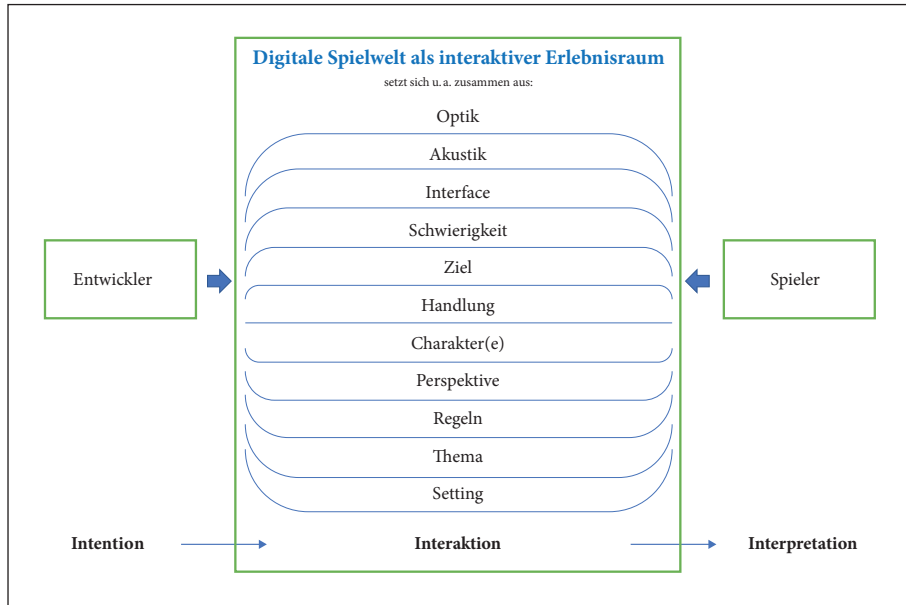 Digitale Spielwelt als interaktiver Erlebnisraum
setzt sich u. a. zusammen aus:
Optik
Akustik
Interface
Schwierigkeit
Entwickler
Ziel
Spieler
Handlung
Charakter(e)
Perspektive
Regeln
Thema
Setting
Intention
Interaktion
Interpretation